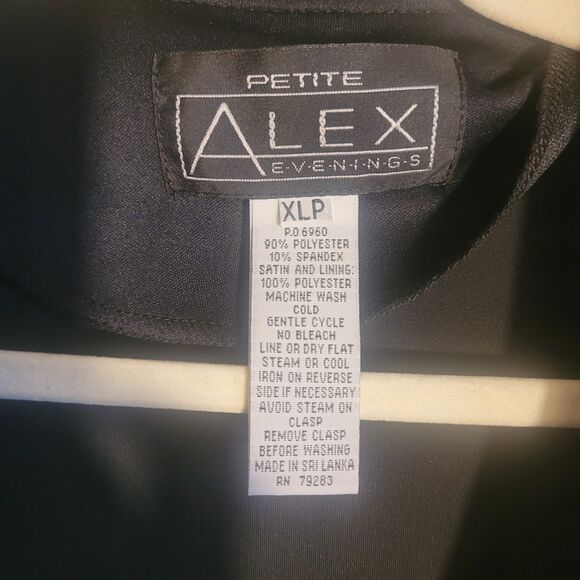 PETITE
ALEX
E·V·E·N·I·N·G·S
XLP
P.O 6960
90% POLYESTER
10% SPANDEX
SATIN AND LINING:
100% POLYESTER
MACHINE WASH
COLD
GENTLE CYCLE
NO BLEACH
LINE OR DRY FLAT
STEAM OR COOL
IRON ON REVERSE
SIDE IF NECESSARY
AVOID STEAM ON
CLASP
REMOVE CLASP
BEFORE WASHING
MADE IN SRI LANKA
RN 79283